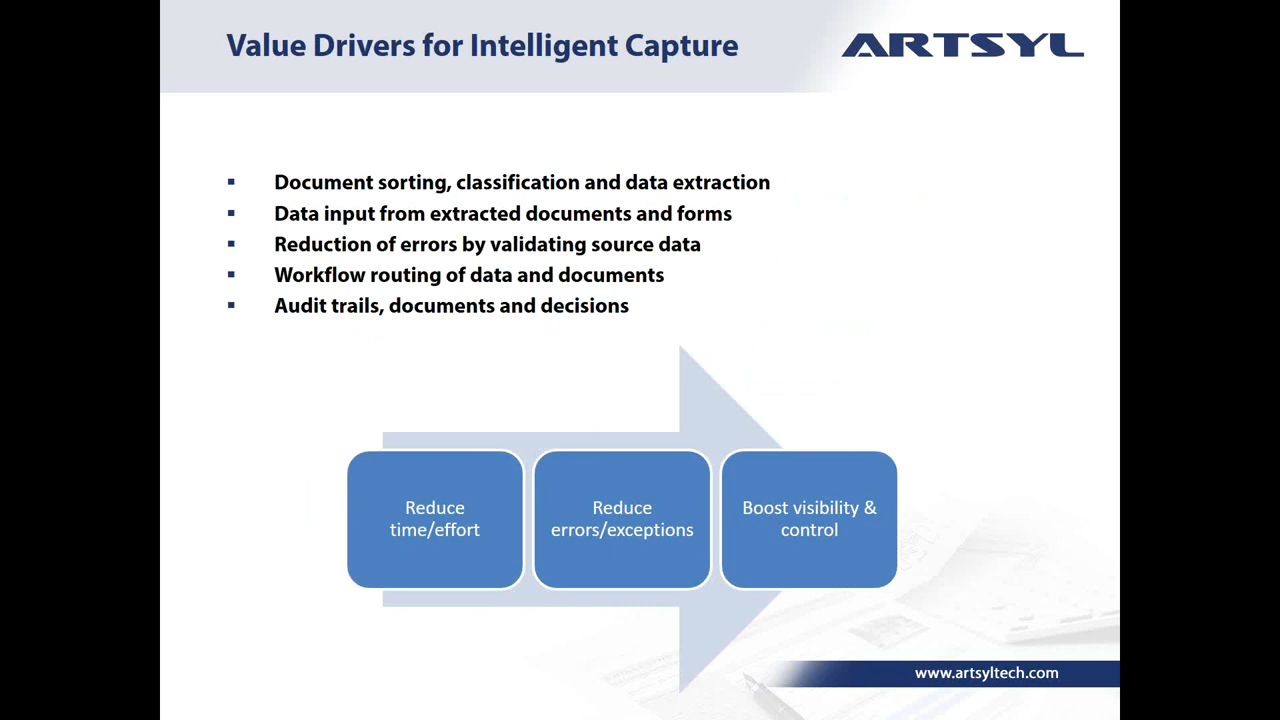 Value Drivers for Intelligent Capture
ARTSYL
Document sorting, classification and data extraction
Data input from extracted documents and forms
Reduction of errors by validating source data
Workflow routing of data and documents
Audit trails, documents and decisions
Reduce
time/effort
Reduce
errors/exceptions
Boost visibility &
control
www.artsyltech.com